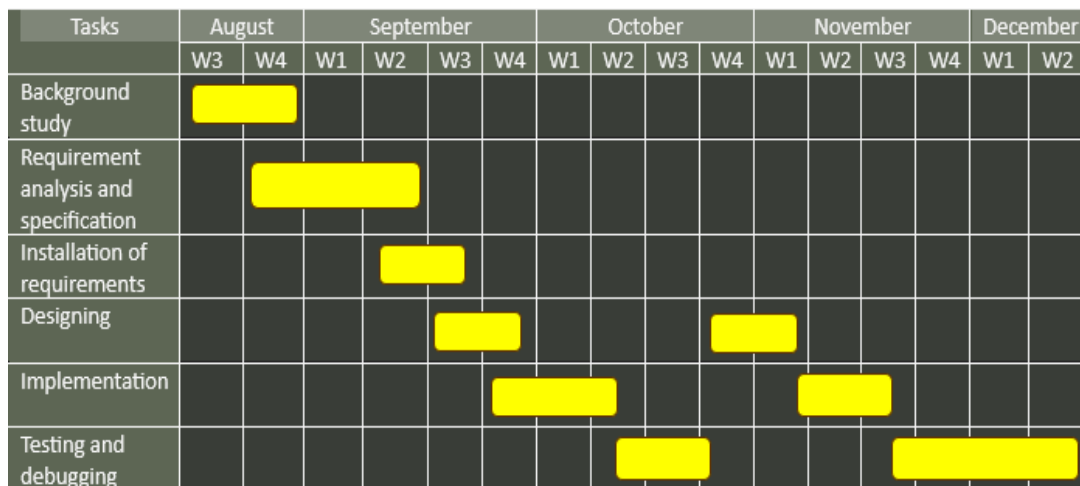 Tasks August September October November December
W3 W4 W1 W2 W3 W4 W1 W2 W3 W4 W1 W2 W3 W4 W1 W2
Background
study
Requirement
analysis and
specification
Installation of
requirements
Designing
Implementation
Testing and
debugging